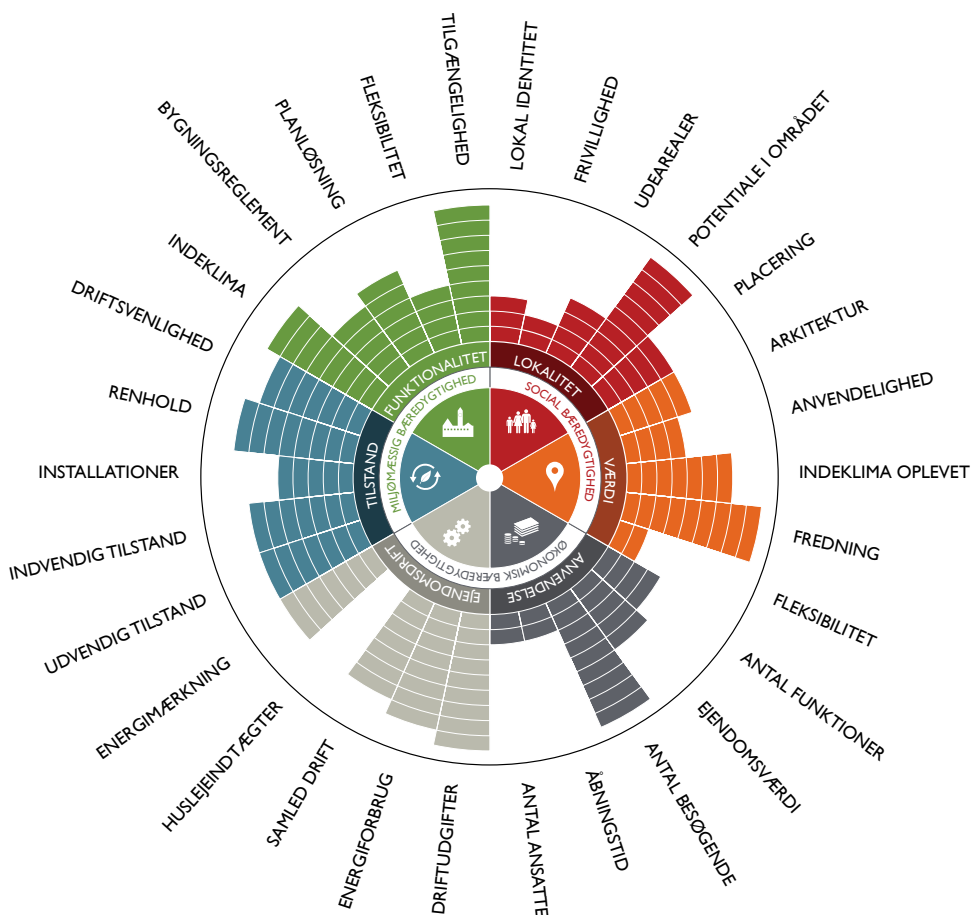 TILGÆNGELIGHED
LOKAL IDENTITET
FRIVILLIGHED
UDEAREALER
POTENTIALE I OMRÅDET
PLACERING
ARKITEKTUR
ANVENDELIGHED
INDEKLIMA OPLEVET
FREDNING
FLEKSIBILITET
ANTAL FUNKTIONER
EJENDOMSVÆRDI
ANTAL BESØGENDE
ÅBNINGSTID
ANTAL ANSATTE
DRIFTUDGIFTER
ENERGIFORBRUG
SAMLED DRIFT
HUSLEJEINDTÆGTER
ENERGIMÆRKNING
UDVENDIG TILSTAND
INDVENDIG TILSTAND
INSTALLATIONER
RENHOLD
DRIFTSVENLIGHED
INDEKLIMA
BYGNINGSREGLEMENT
PLANLØSNING
FLEKSIBILITET
FUNKTIONALITET
LOKALITET
VÆRDI
ANVENDELSE
EJENDOMSDRIFT
TILSTAND
MILJØMÆSSIG BÆREDYGTIGHED
SOCIAL BÆREDYGTIGHED
ØKONOMISK BÆREDYGTIGHED